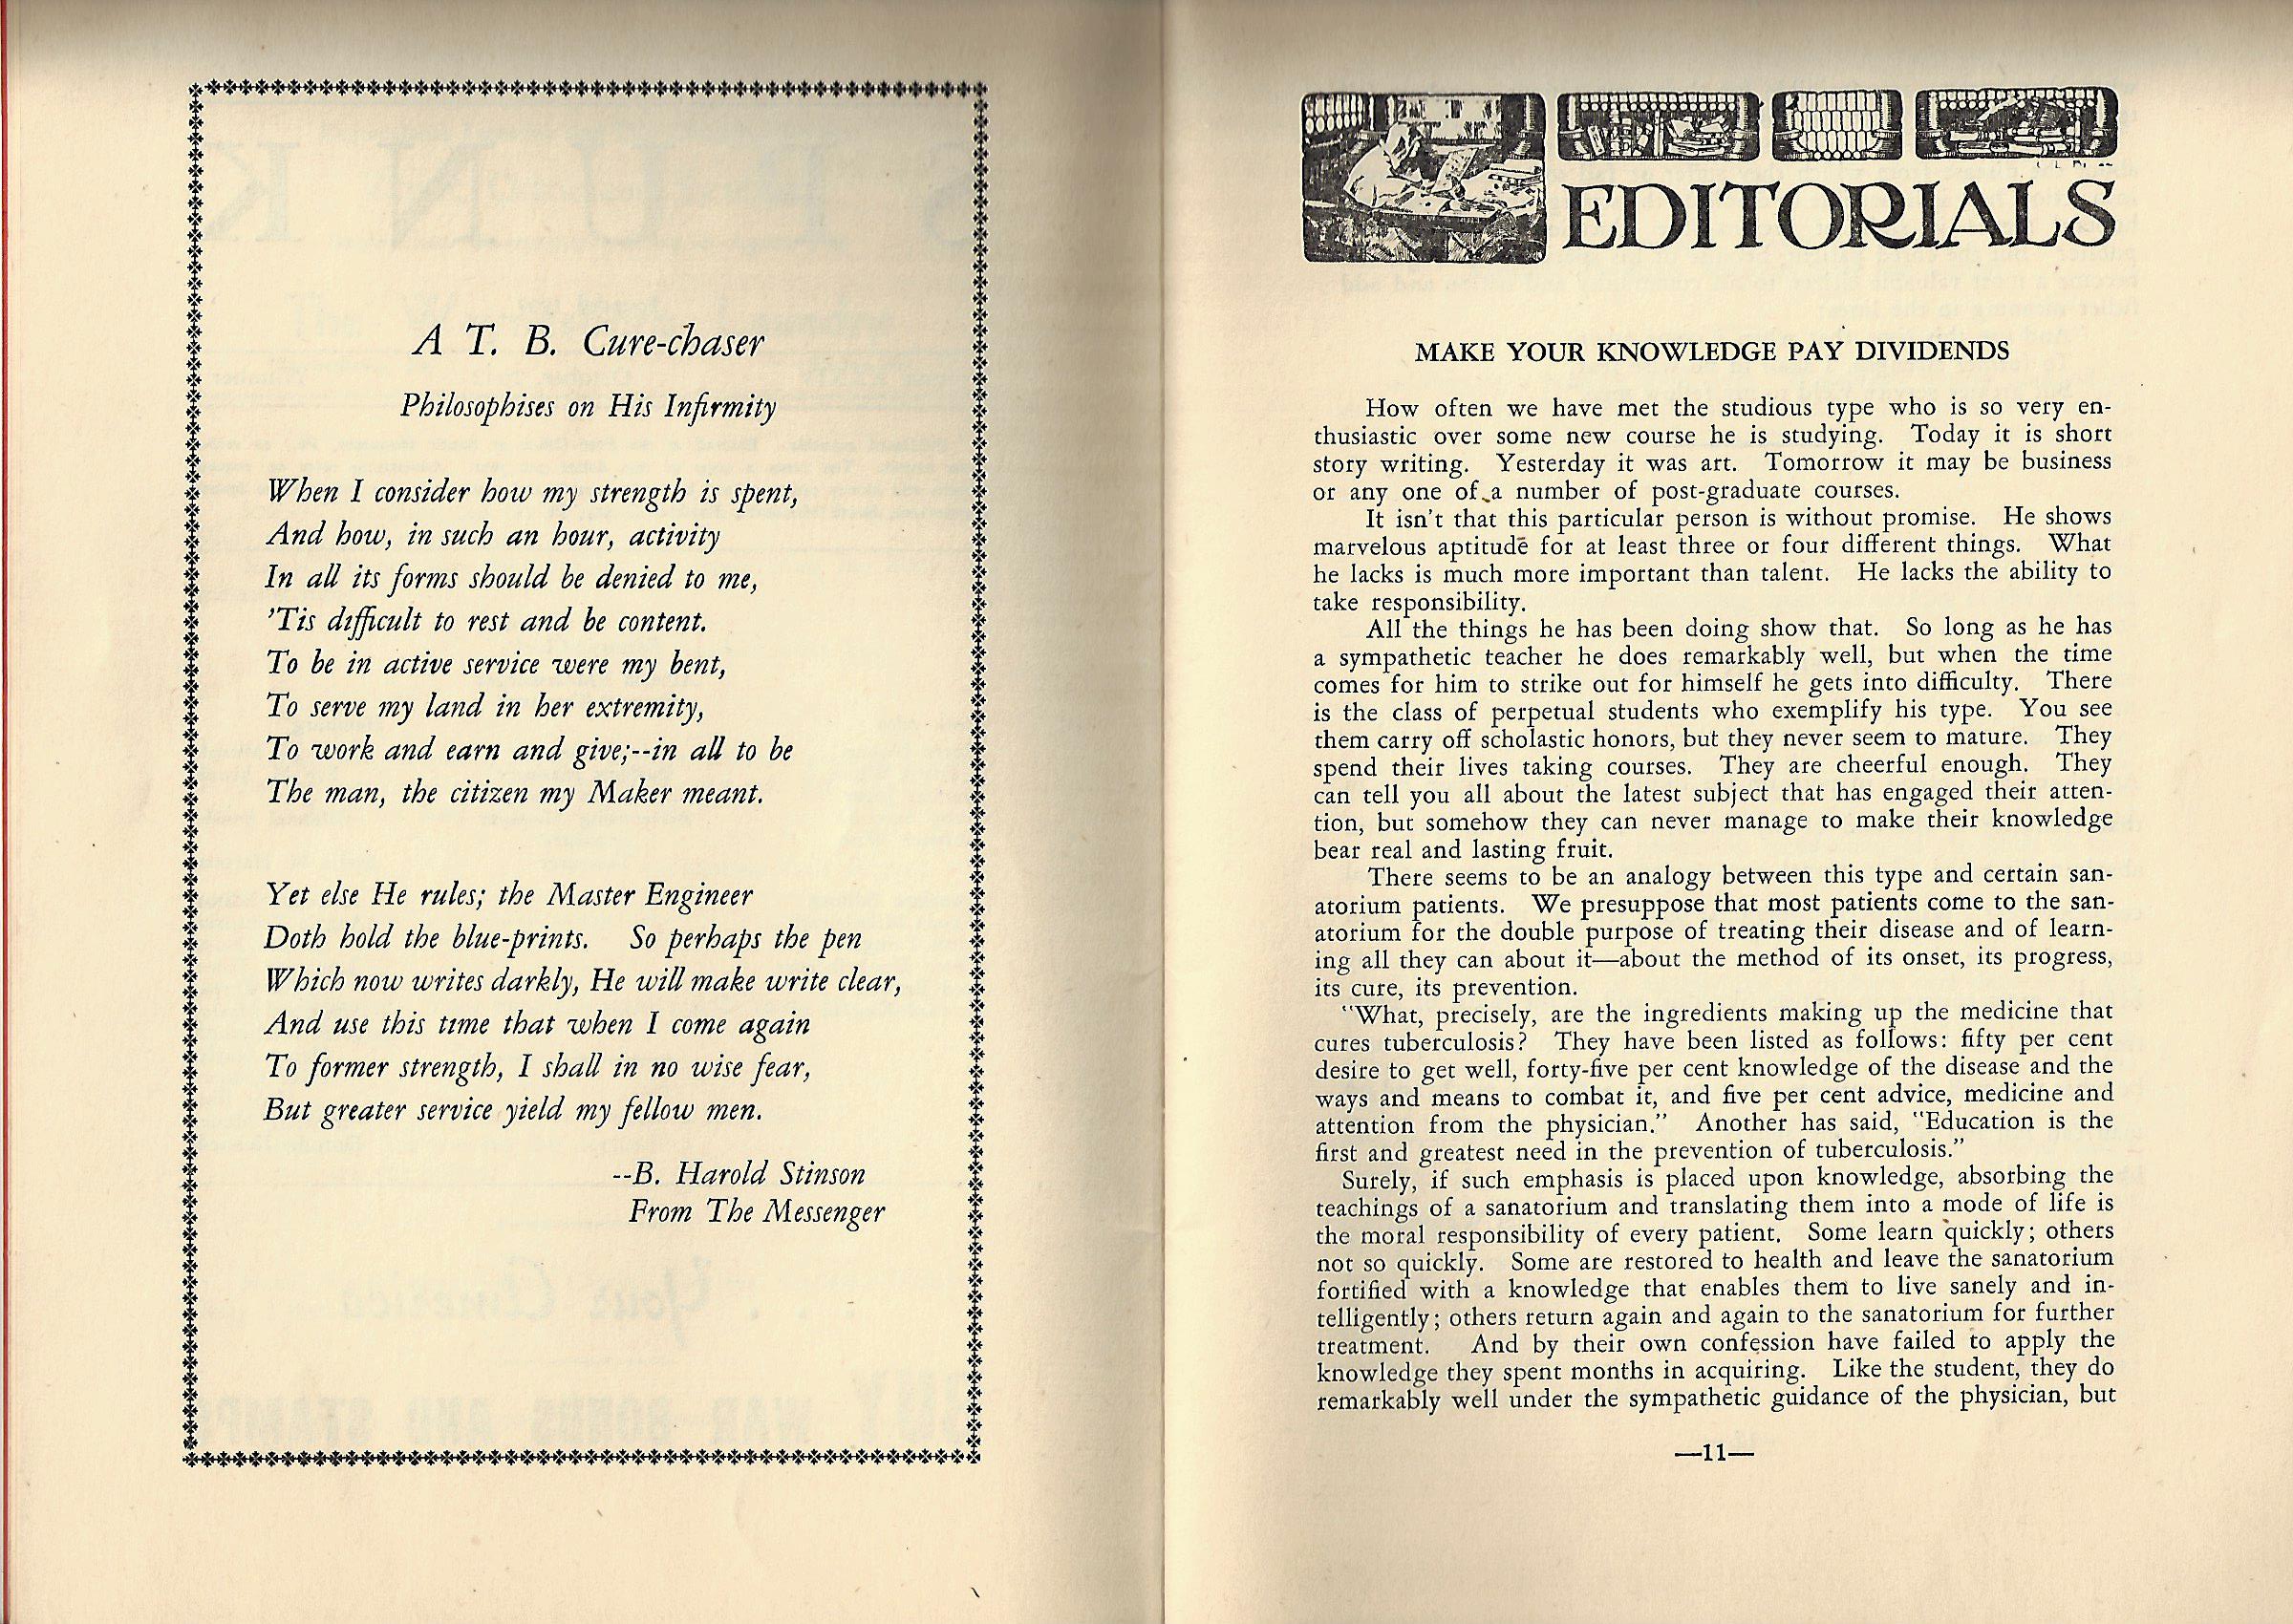 A T. B. Cure-chaser
Philosophises on His Infirmity
When I consider how my strength is spent,
And how, in such an hour, activity
In all its forms should be denied to me,
'Tis difficult to rest and be content.
To be in active service were my bent,
To serve my land in her extremity,
To work and earn and give;--in all to be
The man, the citizen my Maker meant.
Yet else He rules; the Master Engineer
Doth hold the blue-prints. So perhaps the pen
Which now writes darkly, He will make write clear,
And use this time that when I come again
To former strength, I shall in no wise fear,
But greater service yield my fellow men.
--B. Harold Stinson
From The Messenger
EDITORIALS
MAKE YOUR KNOWLEDGE PAY DIVIDENDS
How often we have met the studious type who is so very en-
thusiastic over some new course he is studying. Today it is short
story writing. Yesterday it was art. Tomorrow it may be business
or any one of a number of post-graduate courses.
It isn't that this particular person is without promise. He shows
marvelous aptitude for at least three or four different things. What
he lacks is much more important than talent. He lacks the ability to
take responsibility.
All the things he has been doing show that. So long as he has
a sympathetic teacher he does remarkably well, but when the time
comes for him to strike out for himself he gets into difficulty. There
is the class of perpetual students who exemplify his type. You see
them carry off scholastic honors, but they never seem to mature. They
spend their lives taking courses. They are cheerful enough. They
can tell you all about the latest subject that has engaged their atten-
tion, but somehow they can never manage to make their knowledge
bear real and lasting fruit.
There seems to be an analogy between this type and certain san-
atorium patients. We presuppose that most patients come to the san-
atorium for the double purpose of treating their disease and of learn-
ing all they can about it—about the method of its onset, its progress,
its cure, its prevention.
"What, precisely, are the ingredients making up the medicine that
cures tuberculosis? They have been listed as follows: fifty per cent
desire to get well, forty-five per cent knowledge of the disease and the
ways and means to combat it, and five per cent advice, medicine and
attention from the physician." Another has said, "Education is the
first and greatest need in the prevention of tuberculosis."
Surely, if such emphasis is placed upon knowledge, absorbing the
teachings of a sanatorium and translating them into a mode of life is
the moral responsibility of every patient. Some learn quickly; others
not so quickly. Some are restored to health and leave the sanatorium
fortified with a knowledge that enables them to live sanely and in-
telligently; others return again and again to the sanatorium for further
treatment. And by their own confession have failed to apply the
knowledge they spent months in acquiring. Like the student, they do
remarkably well under the sympathetic guidance of the physician, but
—11—